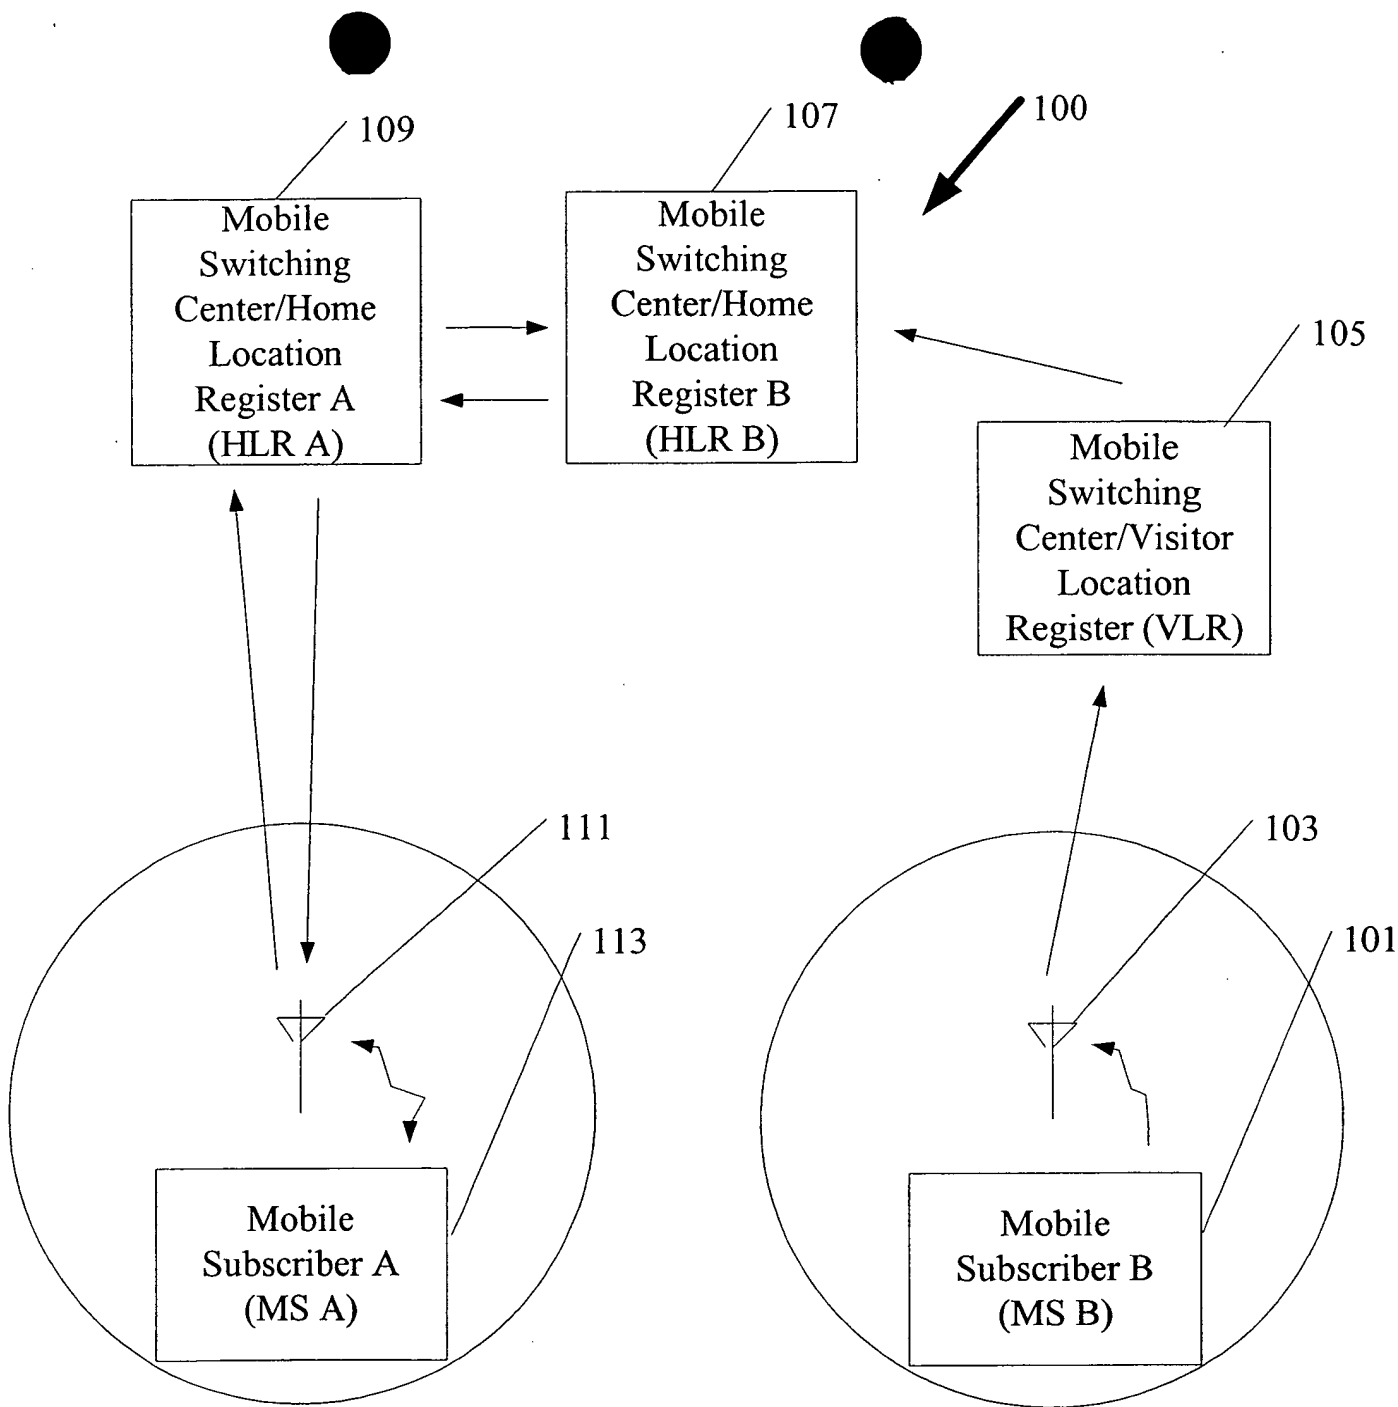 109
107
100
Mobile
Switching
Center/Home
Location
Register A
(HLR A)
Mobile
Switching
Center/Home
Location
Register B
(HLR B)
105
Mobile
Switching
Center/Visitor
Location
Register (VLR)
111
103
113
101
Mobile
Subscriber A
(MS A)
Mobile
Subscriber B
(MS B)